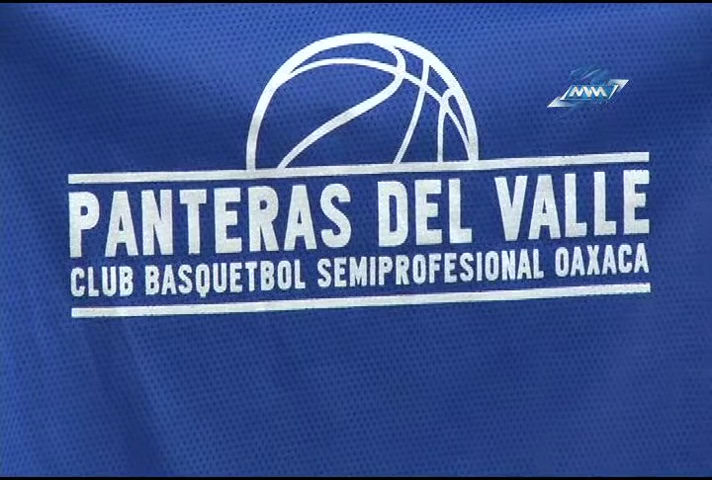 PANTERAS DEL VALLE
CLUB BASQUETBOL SEMIPROFESIONAL OAXACA